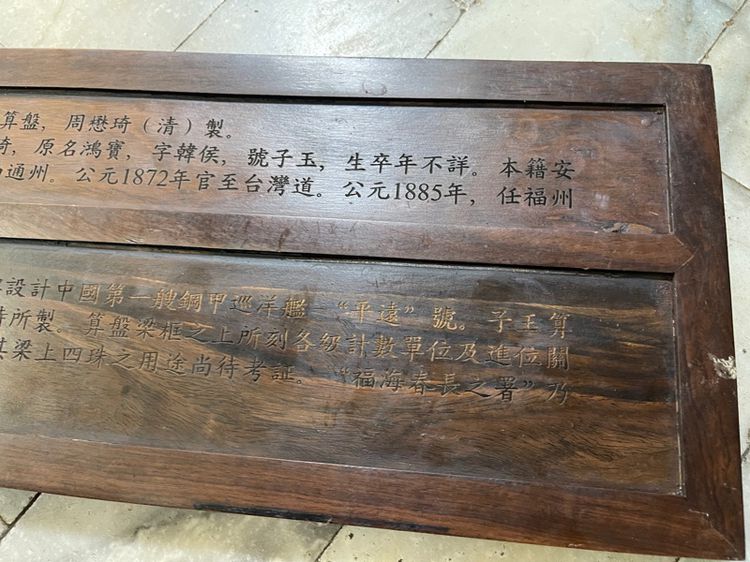 算盤，周懋琦（清）製。
琦，原名鴻寶，字韓侯，號子玉，生卒年不詳。本籍安
通州。公元1872年官至台灣道。公元1885年，任福州
設計中國第一艘鋼甲巡洋艦—“平遠”號。子玉算
時所製。算盤梁框之上所刻各級計數單位及進位關
其梁上四珠之用途尚待考証。“福海春長之署”乃